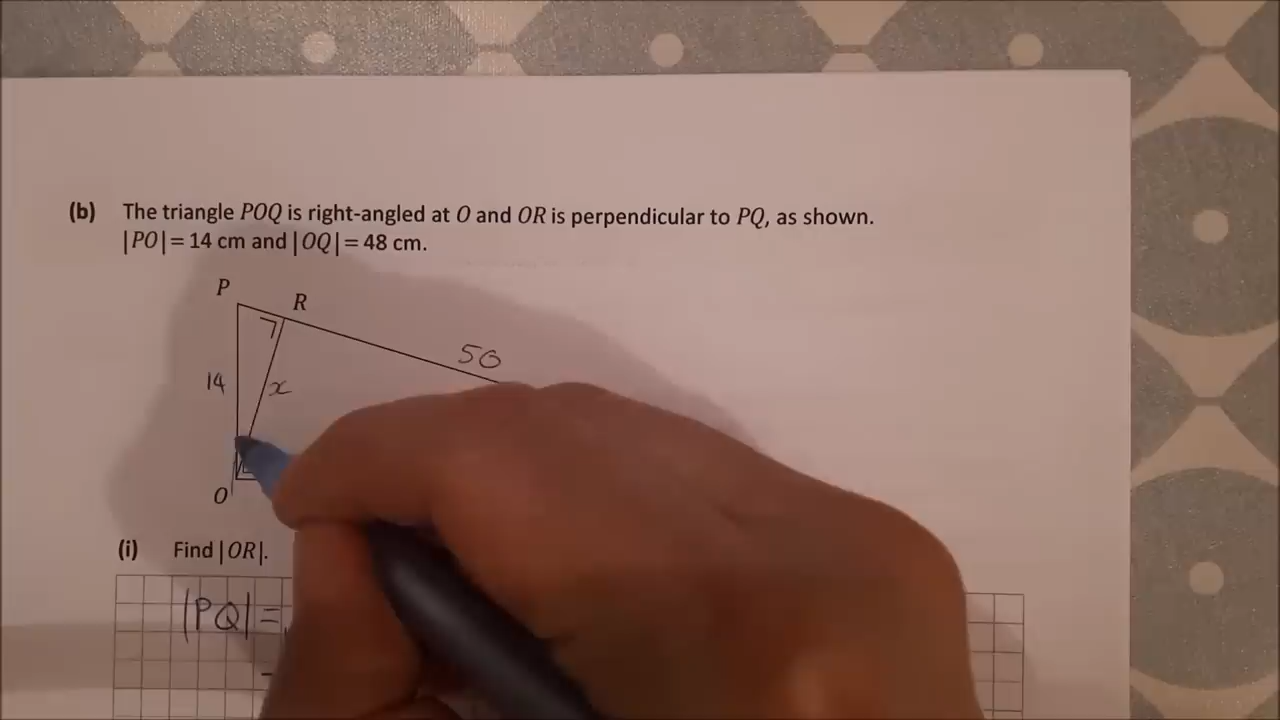 (b) The triangle POQ is right-angled at O and OR is perpendicular to PQ, as shown.
|PO| = 14 cm and |OQ| = 48 cm.
P
R
50
14
x
O
(i) Find |OR|.
|PQ| =